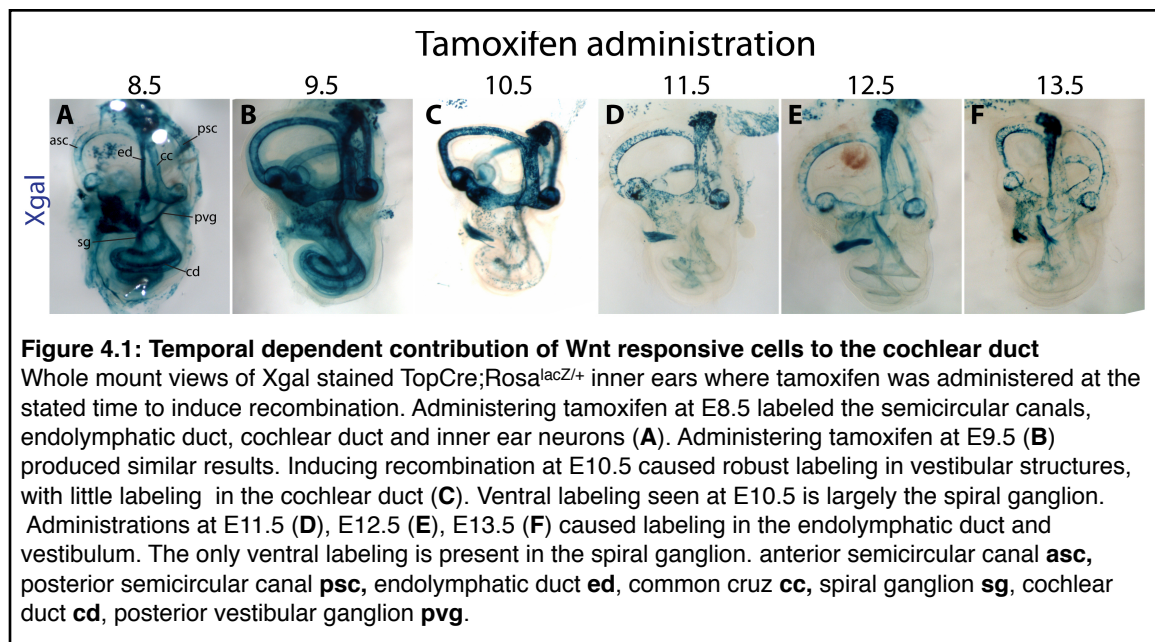 Tamoxifen administration
8.5 9.5 10.5 11.5 12.5 13.5
A B C D E F
asc
psc
ed
cc
pvg
sg
cd
Xgal
Figure 4.1: Temporal dependent contribution of Wnt responsive cells to the cochlear duct
Whole mount views of Xgal stained TopCre;Rosa^lacZ/+ inner ears where tamoxifen was administered at the
stated time to induce recombination. Administering tamoxifen at E8.5 labeled the semicircular canals,
endolymphatic duct, cochlear duct and inner ear neurons (A). Administering tamoxifen at E9.5 (B)
produced similar results. Inducing recombination at E10.5 caused robust labeling in vestibular structures,
with little labeling in the cochlear duct (C). Ventral labeling seen at E10.5 is largely the spiral ganglion.
Administrations at E11.5 (D), E12.5 (E), E13.5 (F) caused labeling in the endolymphatic duct and
vestibulum. The only ventral labeling is present in the spiral ganglion. anterior semicircular canal asc,
posterior semicircular canal psc, endolymphatic duct ed, common cruz cc, spiral ganglion sg, cochlear
duct cd, posterior vestibular ganglion pvg.